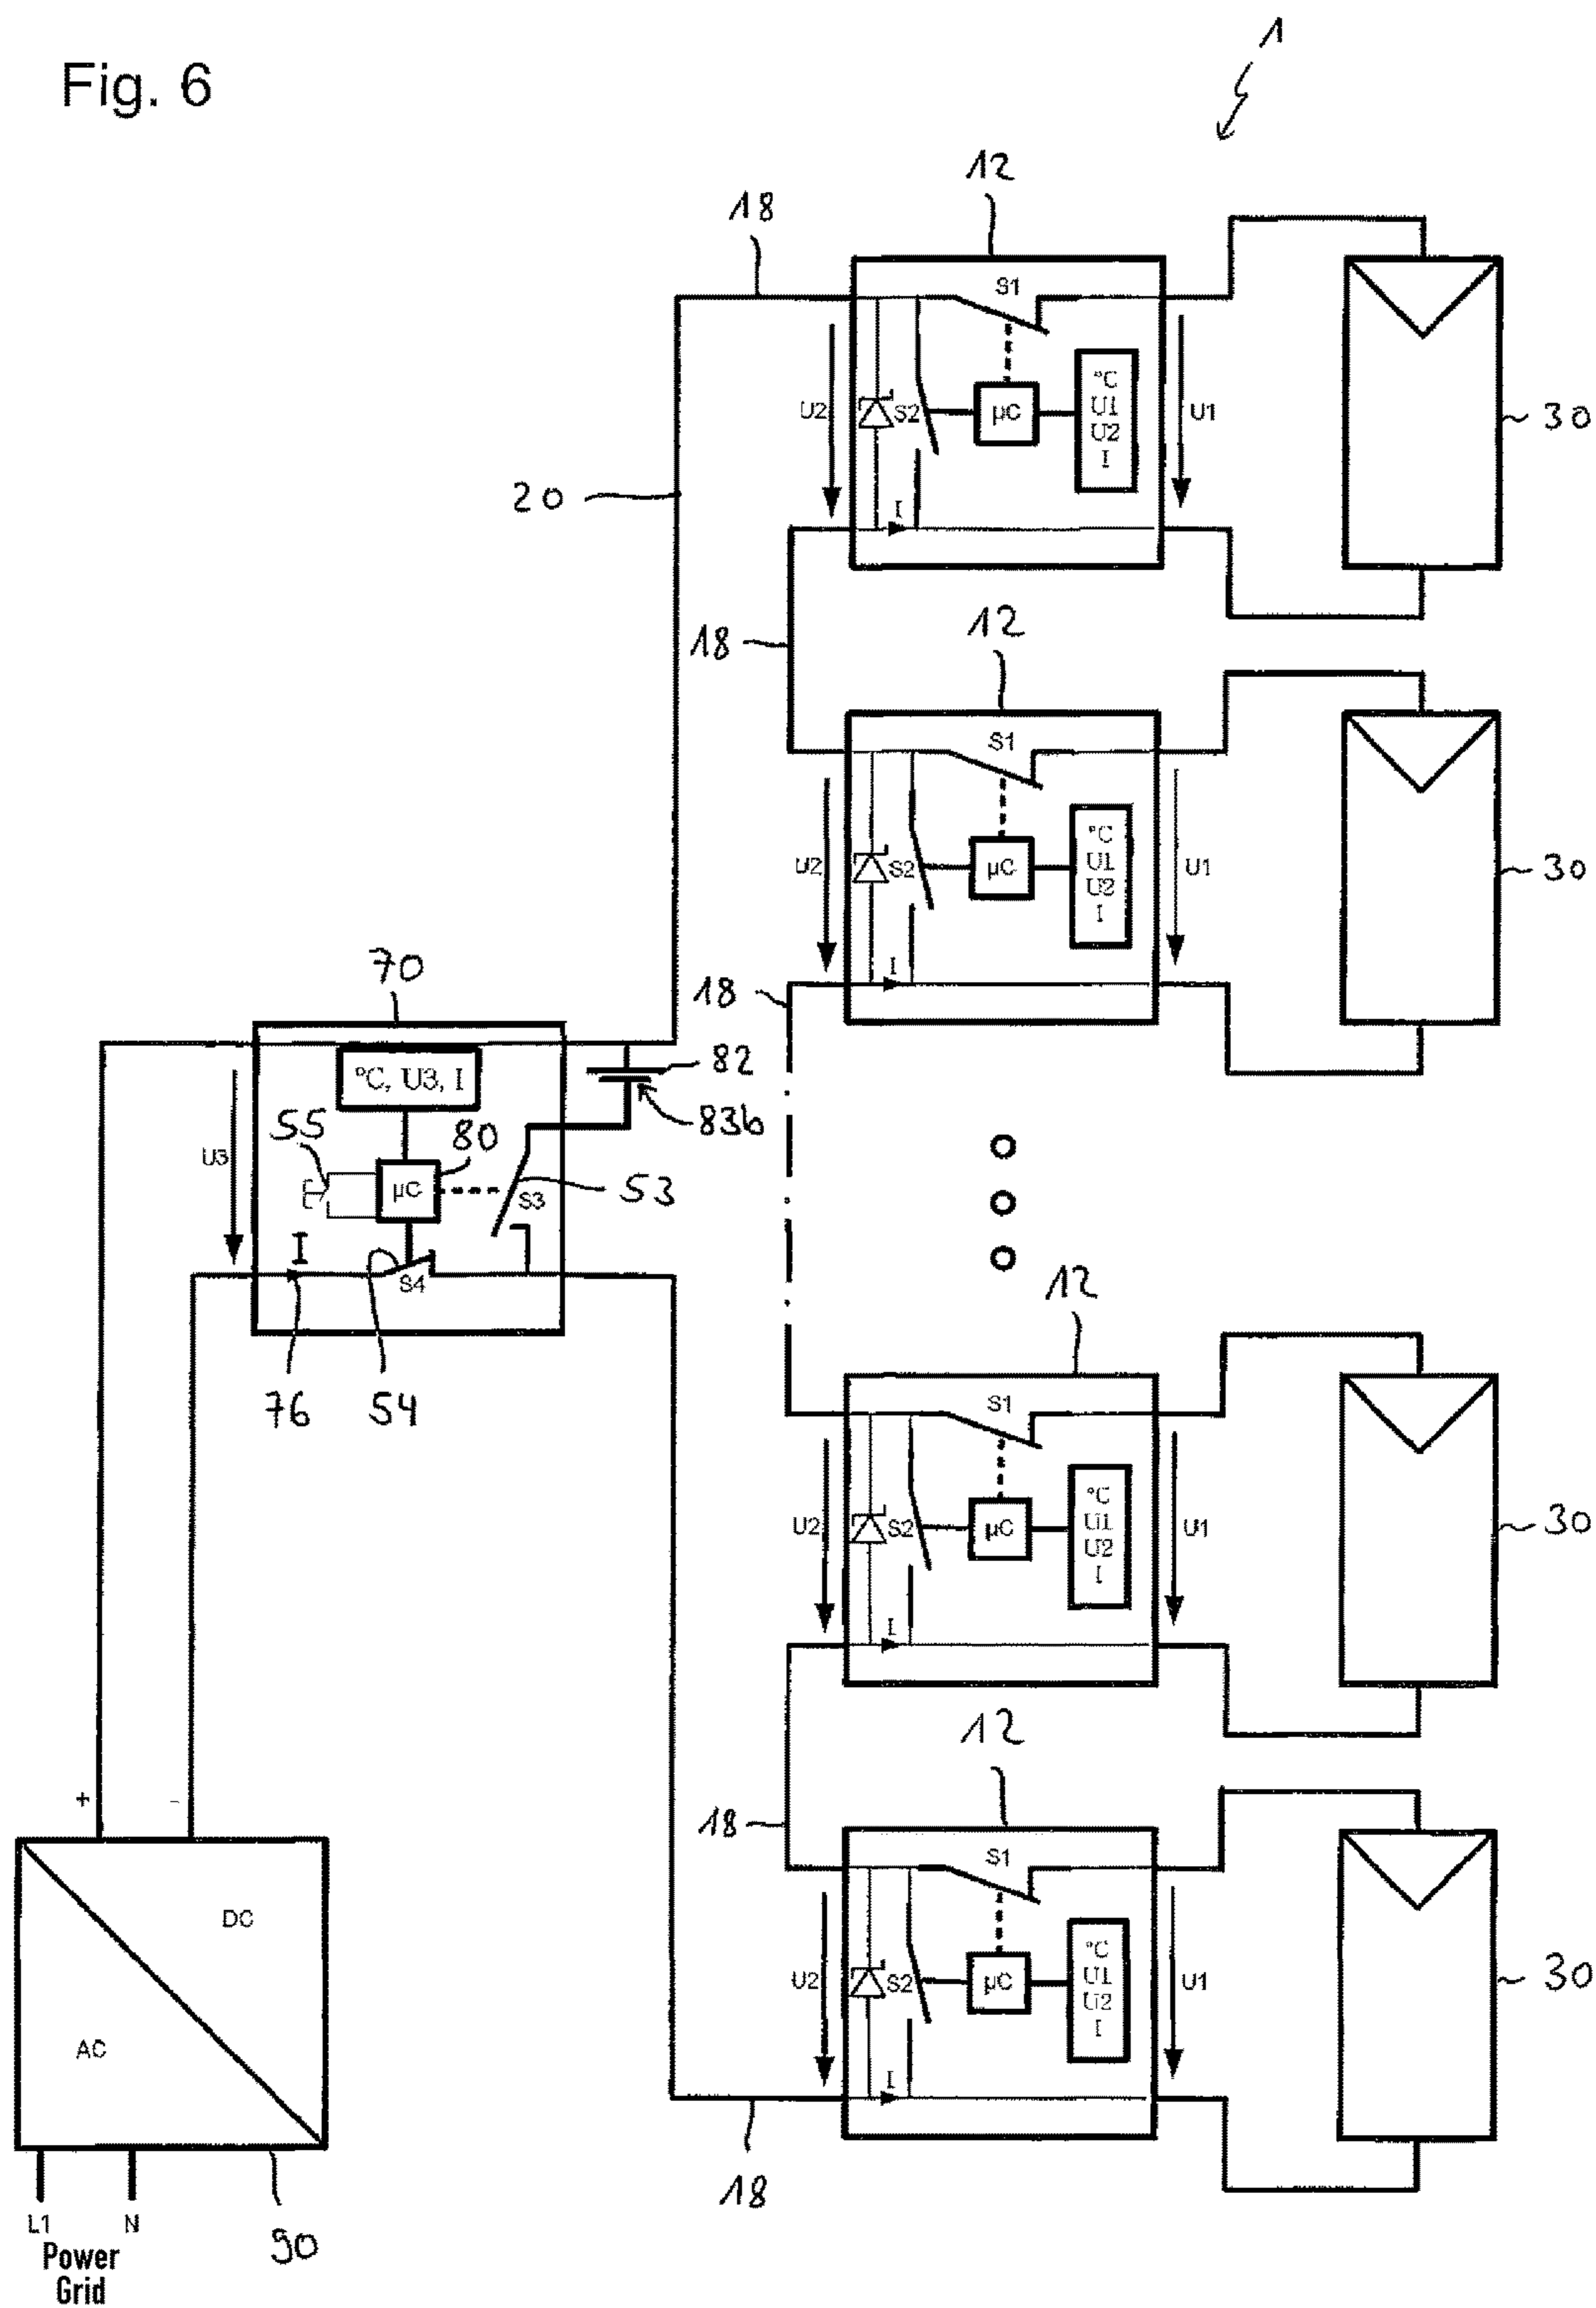 Fig. 6
1
12
18
S1
°C
U1
U2
I
U2
S2
µC
U1
30
20
I
12
18
S1
°C
U1
U2
I
U2
S2
µC
U1
30
I
18
70
82
°C, U3, I
83b
55
80
U3
µC
S3
53
I
S4
76
54
12
S1
°C
U1
U2
I
U2
S2
µC
U1
30
I
12
18
S1
°C
U1
U2
I
U2
S2
µC
U1
30
I
18
+
-
DC
AC
L1
N
90
Power
Grid